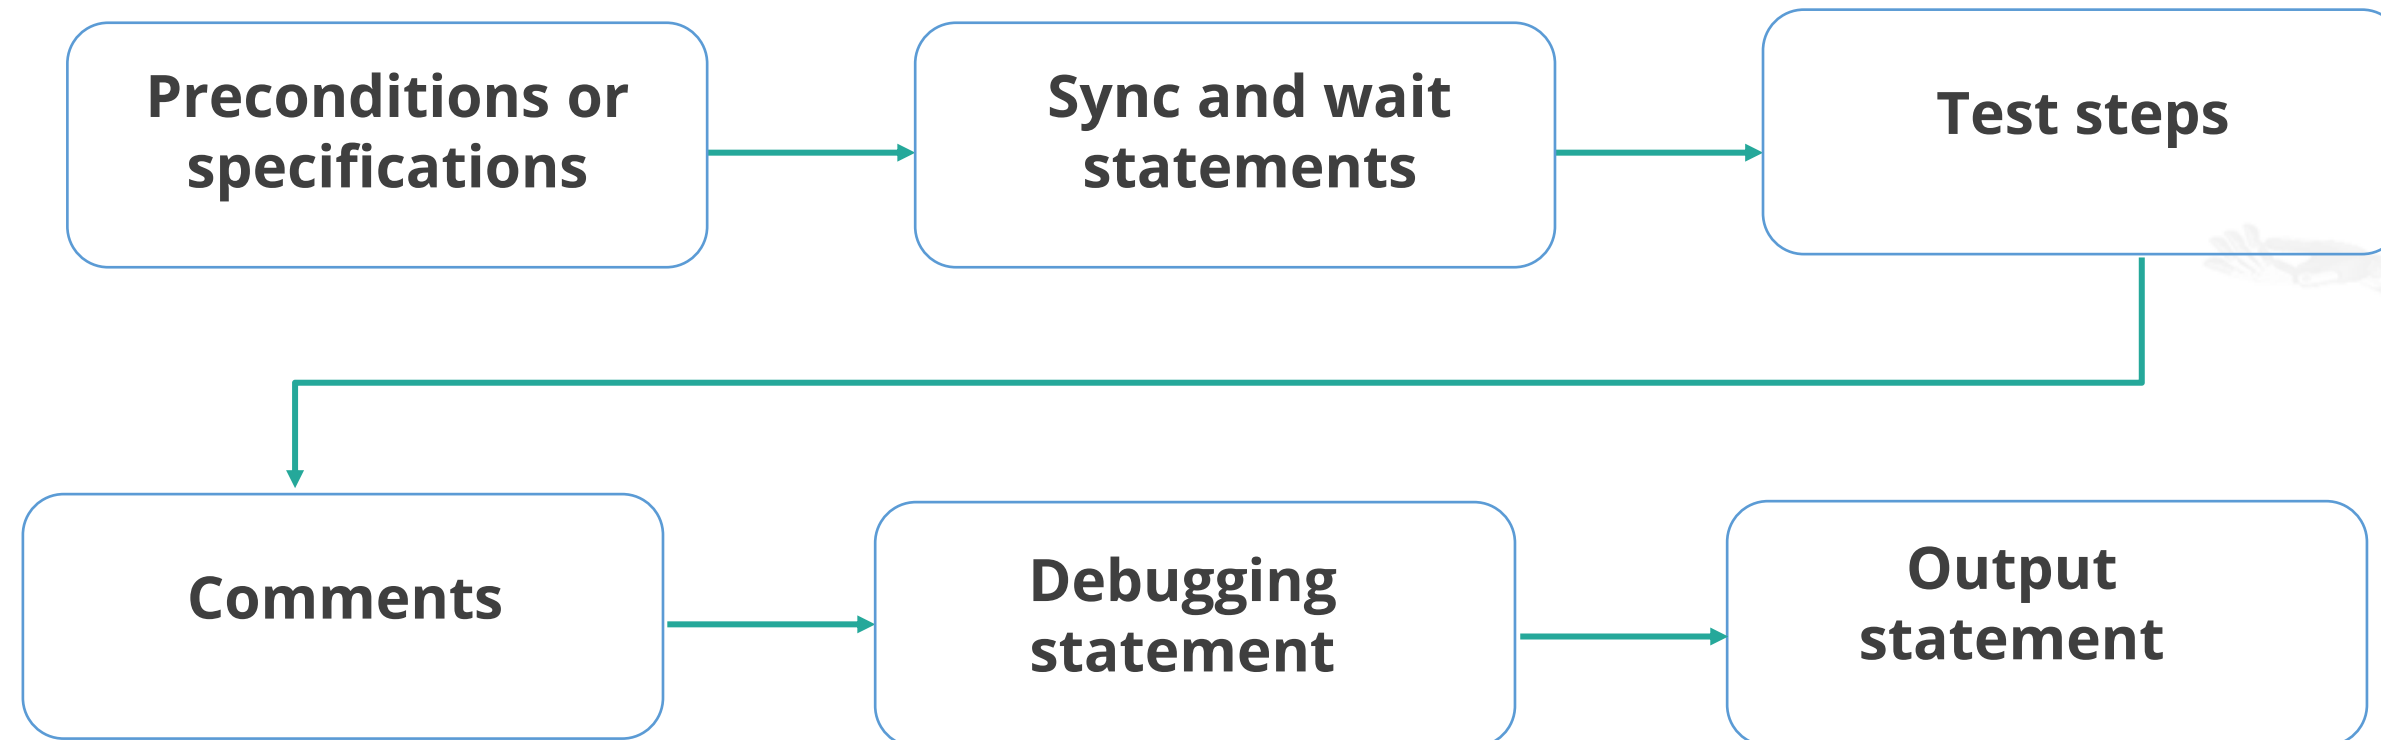 Preconditions or
specifications
Sync and wait
statements
Test steps
Comments
Debugging
statement
Output
statement